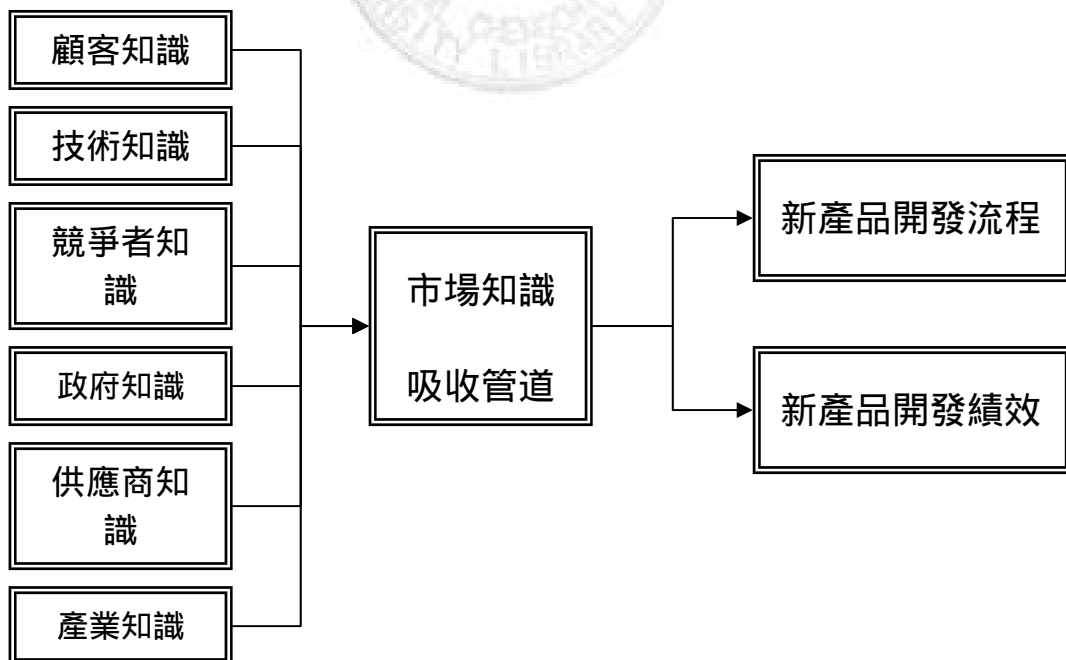 顧客知識
技術知識
競爭者知
識
政府知識
供應商知
識
產業知識
市場知識
吸收管道
新產品開發流程
新產品開發績效